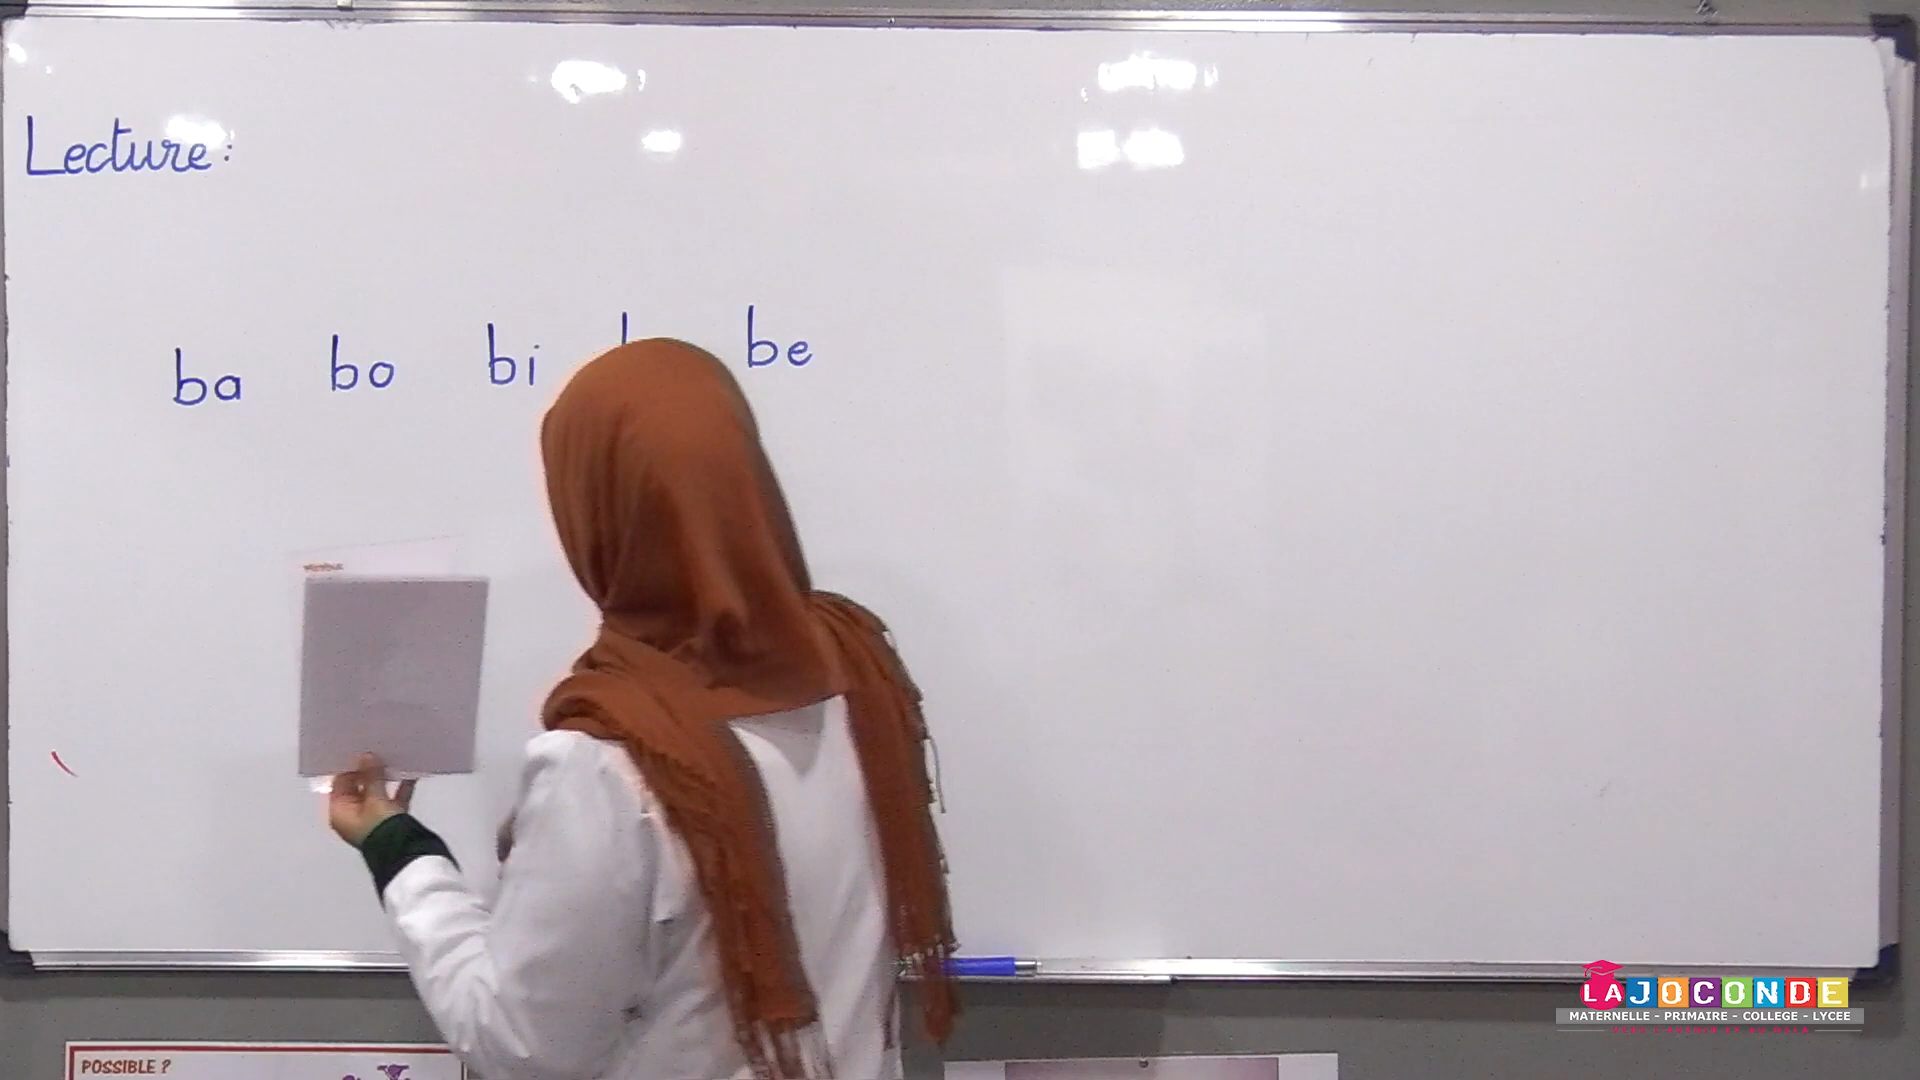 Lecture:
ba bo bi be
POSSIBLE ?
LAJOCONDE
MATERNELLE - PRIMAIRE - COLLEGE - LYCEE